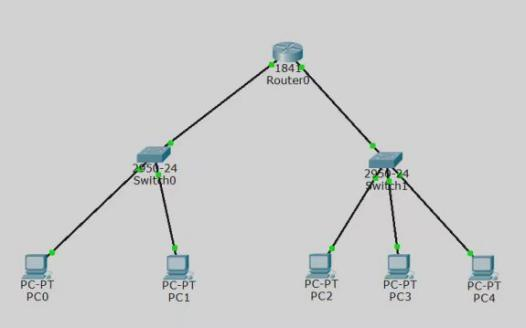 1841
Router0
2950-24
Switch0
2950-24
Switch1
PC-PT
PC0
PC-PT
PC1
PC-PT
PC2
PC-PT
PC3
PC-PT
PC4